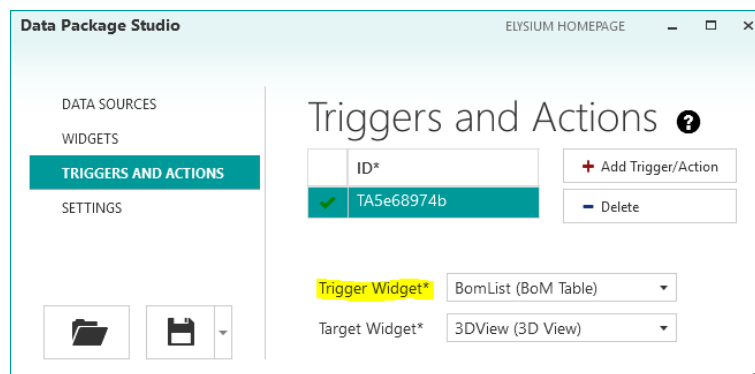 Data Package Studio
ELYSIUM HOMEPAGE
DATA SOURCES
WIDGETS
TRIGGERS AND ACTIONS
SETTINGS
Triggers and Actions ?
ID*
TA5e68974b
+ Add Trigger/Action
- Delete
Trigger Widget*
BomList (BoM Table)
Target Widget*
3DView (3D View)